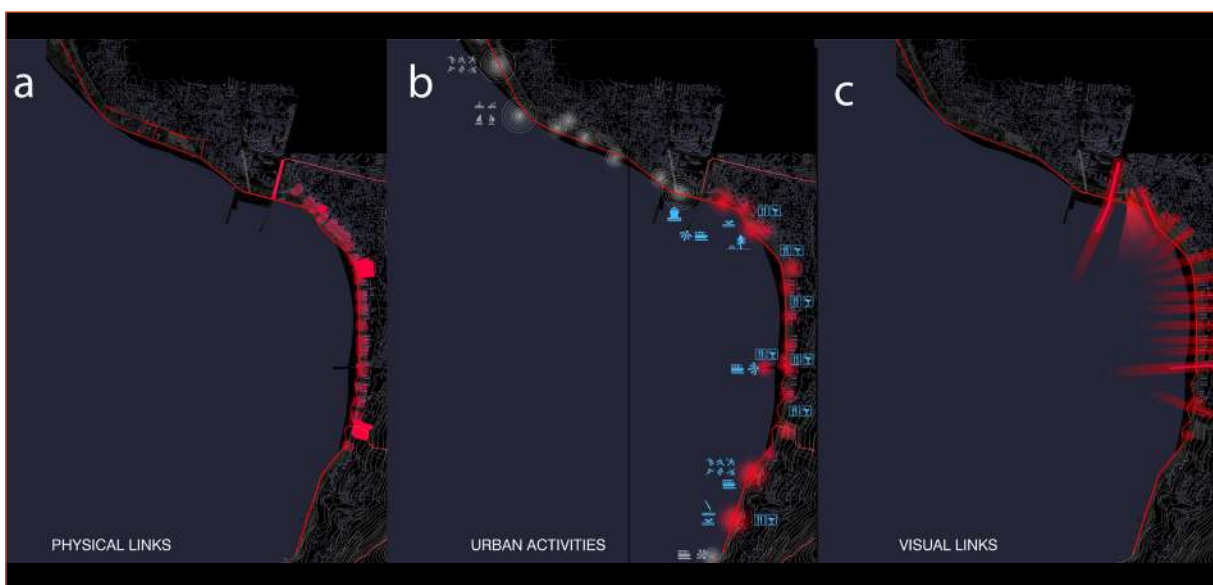 a
b
c
PHYSICAL LINKS
URBAN ACTIVITIES
VISUAL LINKS